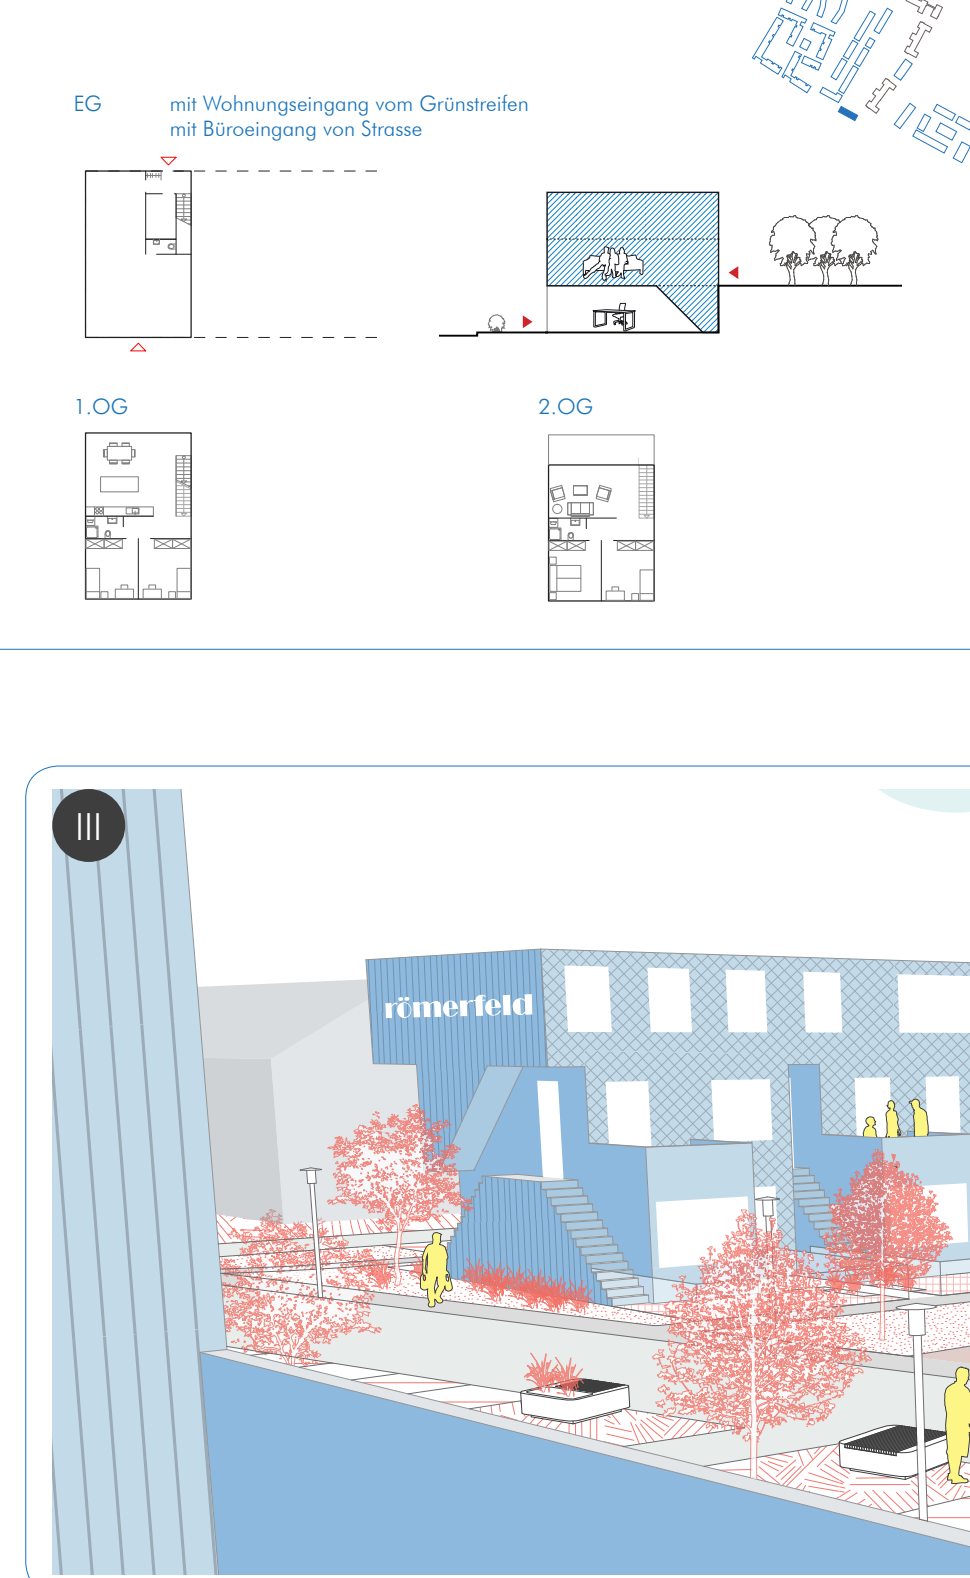 EG mit Wohnungseingang vom Grünstreifen
mit Büroeingang von Strasse
1.OG 2.OG
III
römerfeld